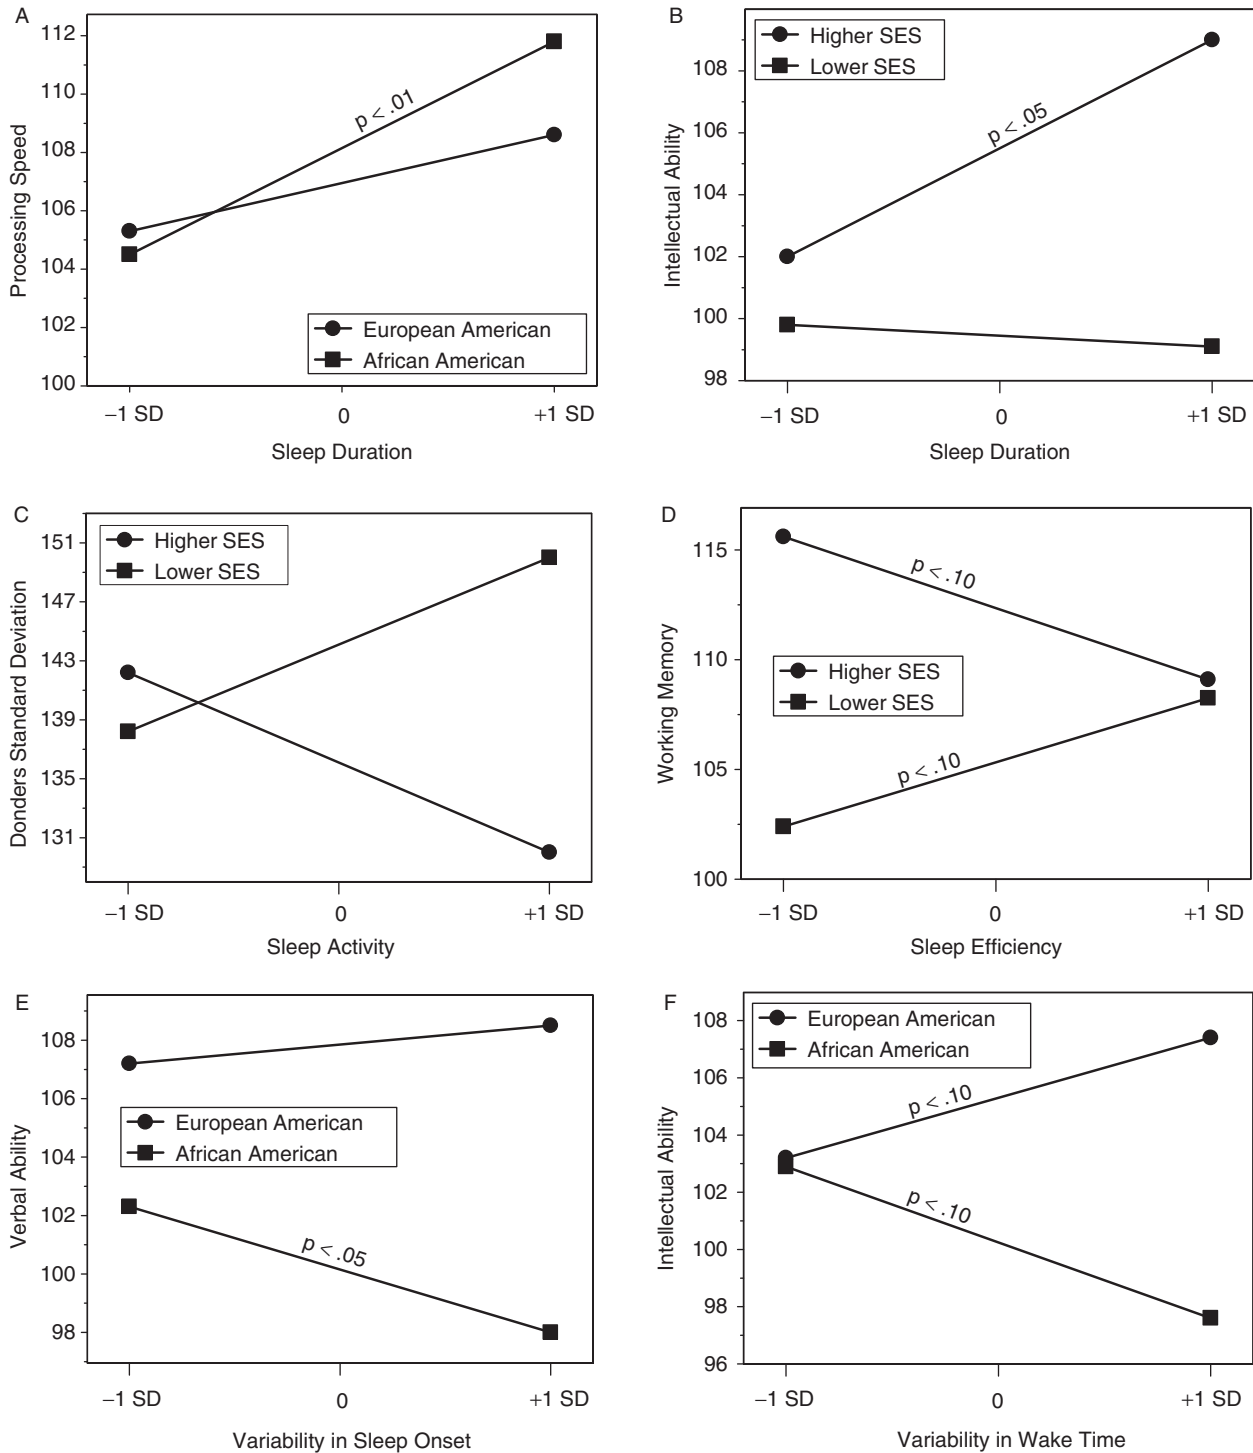 A
112
110
108
106
104
102
100
Processing Speed
p < .01
European American
African American
−1 SD
0
+1 SD
Sleep Duration
B
Higher SES
Lower SES
108
106
104
102
100
98
Intellectual Ability
p < .05
−1 SD
0
+1 SD
Sleep Duration
C
Higher SES
Lower SES
151
147
143
139
135
131
Donders Standard Deviation
−1 SD
0
+1 SD
Sleep Activity
D
115
110
105
100
Working Memory
p < .10
Higher SES
Lower SES
p < .10
−1 SD
0
+1 SD
Sleep Efficiency
E
108
106
104
102
100
98
Verbal Ability
European American
African American
p < .05
−1 SD
0
+1 SD
Variability in Sleep Onset
F
European American
African American
108
106
104
102
100
98
96
Intellectual Ability
p < .10
p < .10
−1 SD
0
+1 SD
Variability in Wake Time